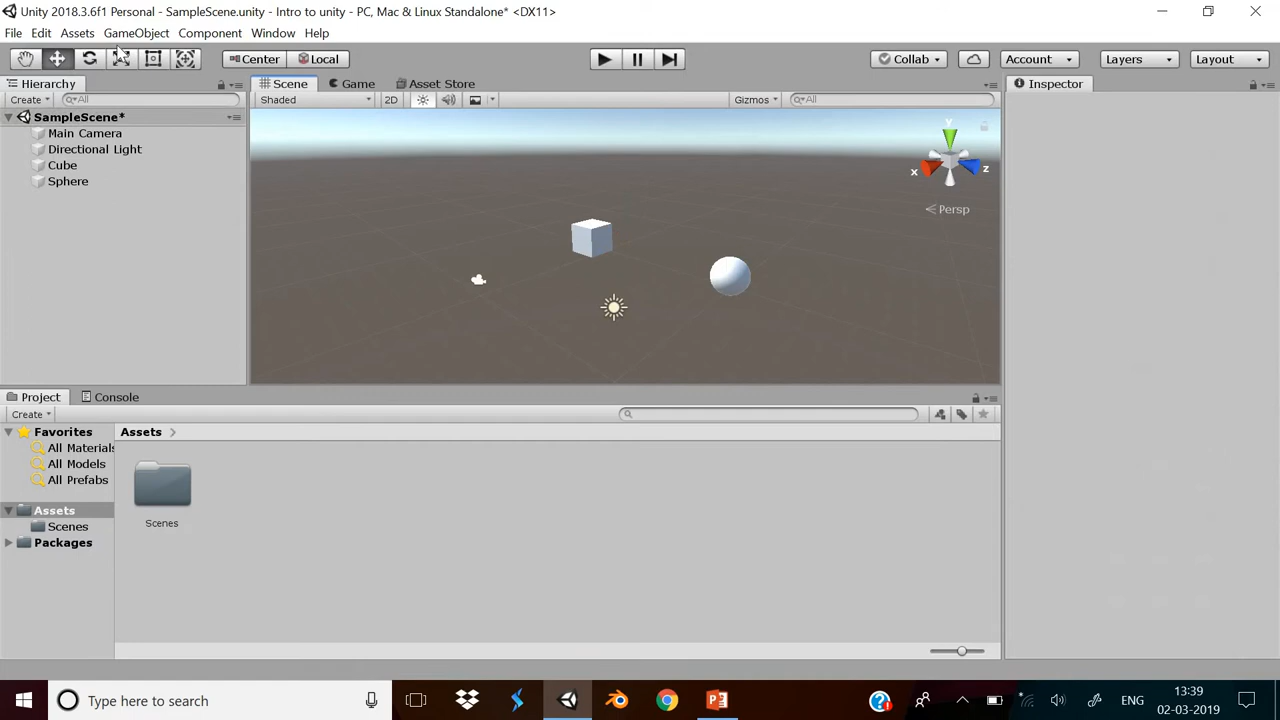 Unity 2018.3.6f1 Personal - SampleScene.unity - Intro to unity - PC, Mac & Linux Standalone* <DX11>
File Edit Assets GameObject Component Window Help
Center Local Collab Account Layers Layout
Hierarchy Scene Game Asset Store Inspector
Create All Shaded 2D Gizmos All
SampleScene*
Main Camera
Directional Light
Cube
Sphere
y
x z
Persp
Project Console
Create
Favorites Assets
All Materials
All Models
All Prefabs
Assets
Scenes
Packages
Scenes
Type here to search
ENG
13:39
02-03-2019